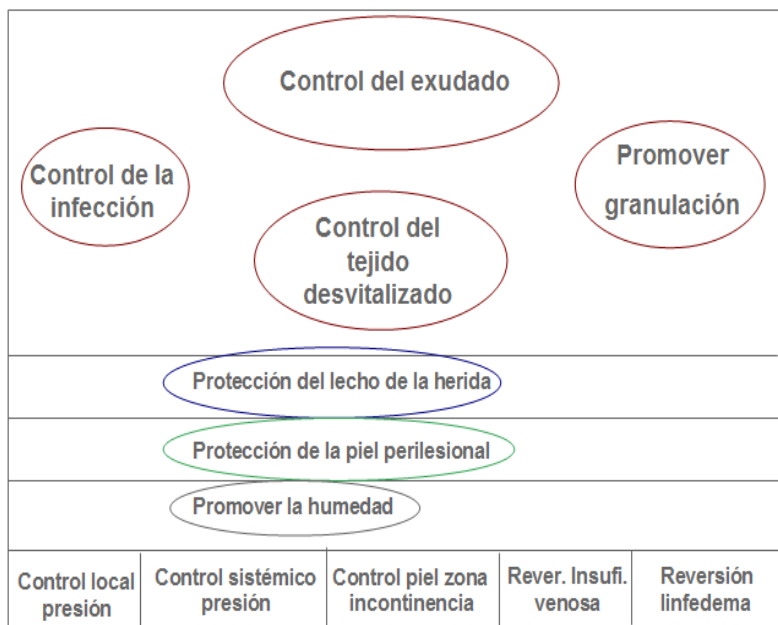 Control del exudado
Control de la
infección
Promover
granulación
Control del
tejido
desvitalizado
Protección del lecho de la herida
Protección de la piel perilesional
Promover la humedad
Control local
presión
Control sistémico
presión
Control piel zona
incontinencia
Rever. Insufi.
venosa
Reversión
linfedema